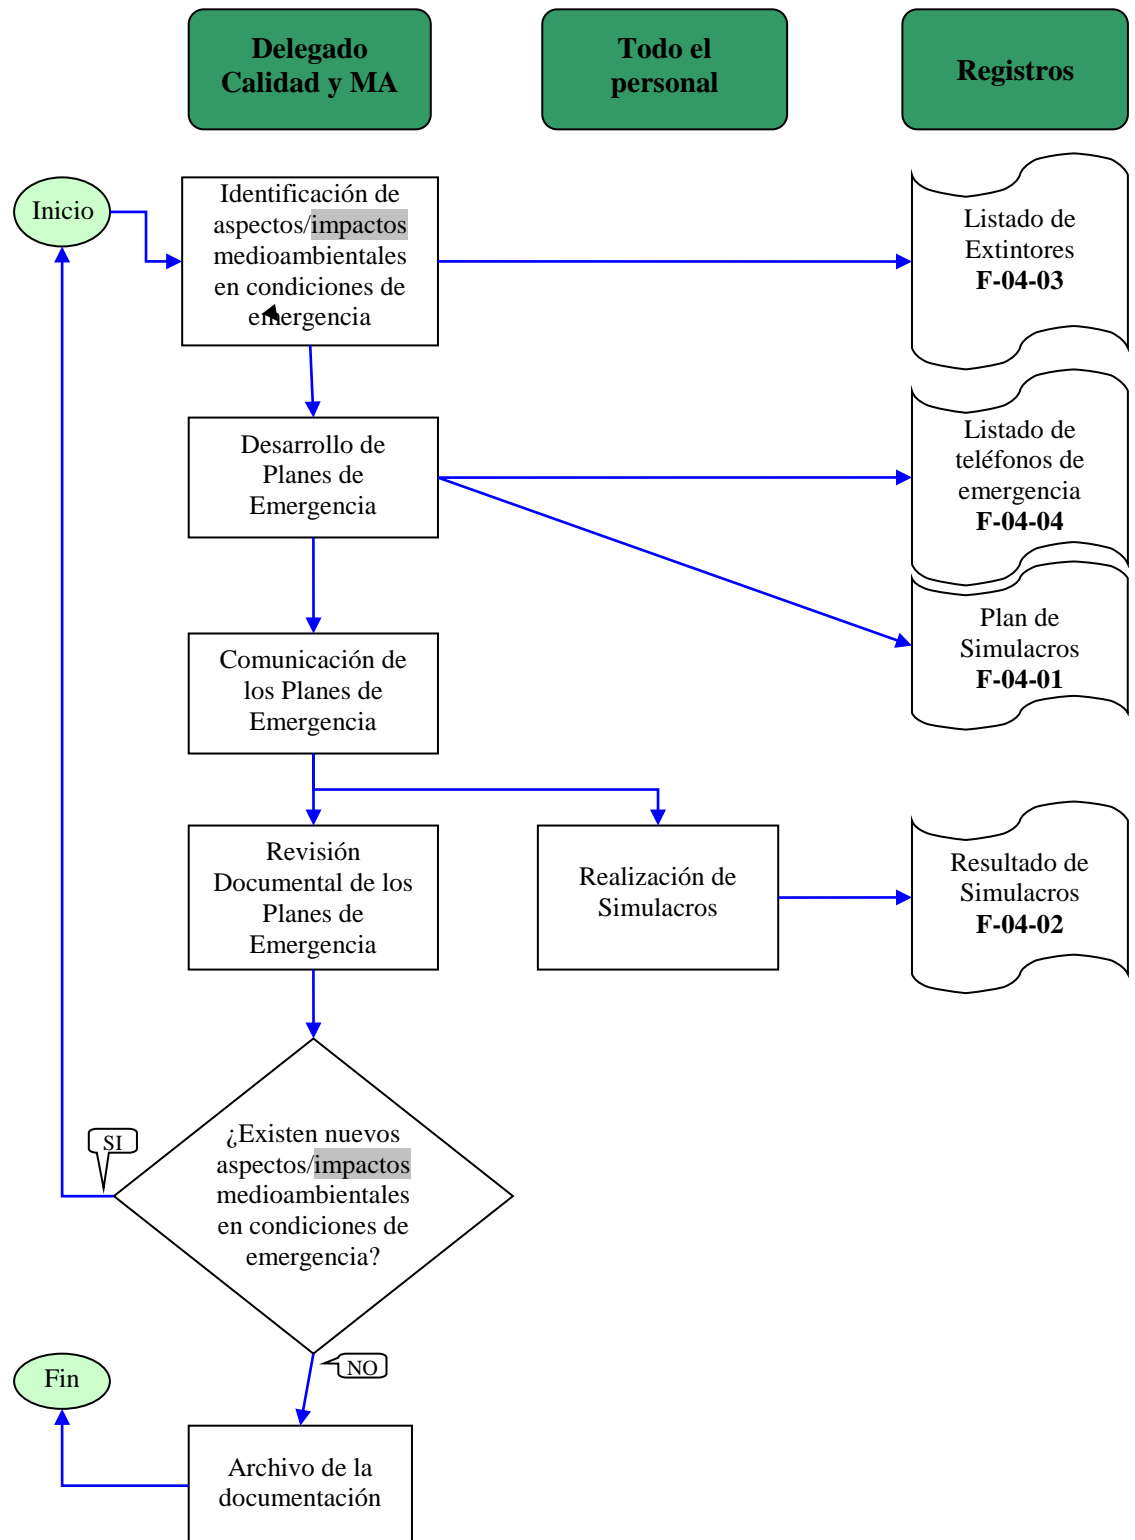 Delegado
Calidad y MA
Todo el
personal
Registros
Inicio
Identificación de
aspectos/impactos
medioambientales
en condiciones de
emergencia
Listado de
Extintores
F-04-03
Desarrollo de
Planes de
Emergencia
Listado de
teléfonos de
emergencia
F-04-04
Plan de
Simulacros
F-04-01
Comunicación de
los Planes de
Emergencia
Revisión
Documental de los
Planes de
Emergencia
Realización de
Simulacros
Resultado de
Simulacros
F-04-02
SI
¿Existen nuevos
aspectos/impactos
medioambientales
en condiciones de
emergencia?
NO
Fin
Archivo de la
documentación